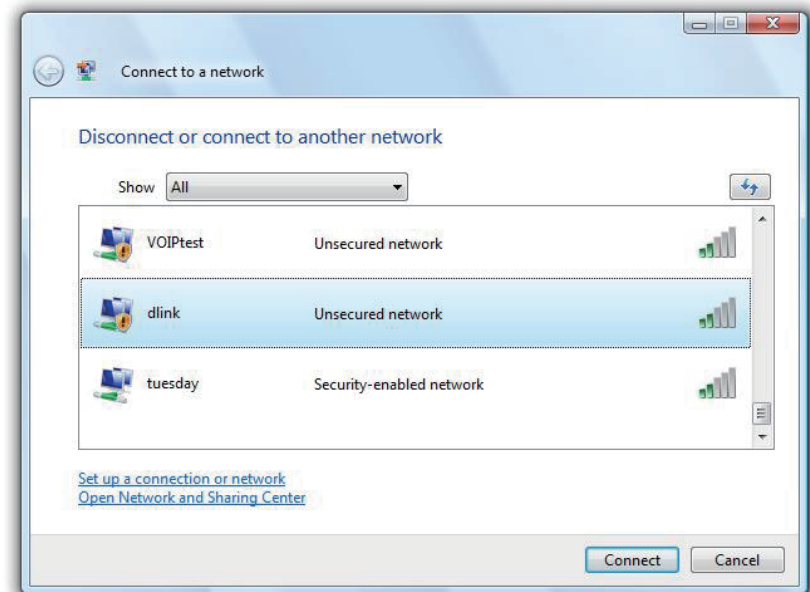 Connect to a network
Disconnect or connect to another network
Show All
VOIPtest Unsecured network
dlink Unsecured network
tuesday Security-enabled network
Set up a connection or network
Open Network and Sharing Center
Connect Cancel